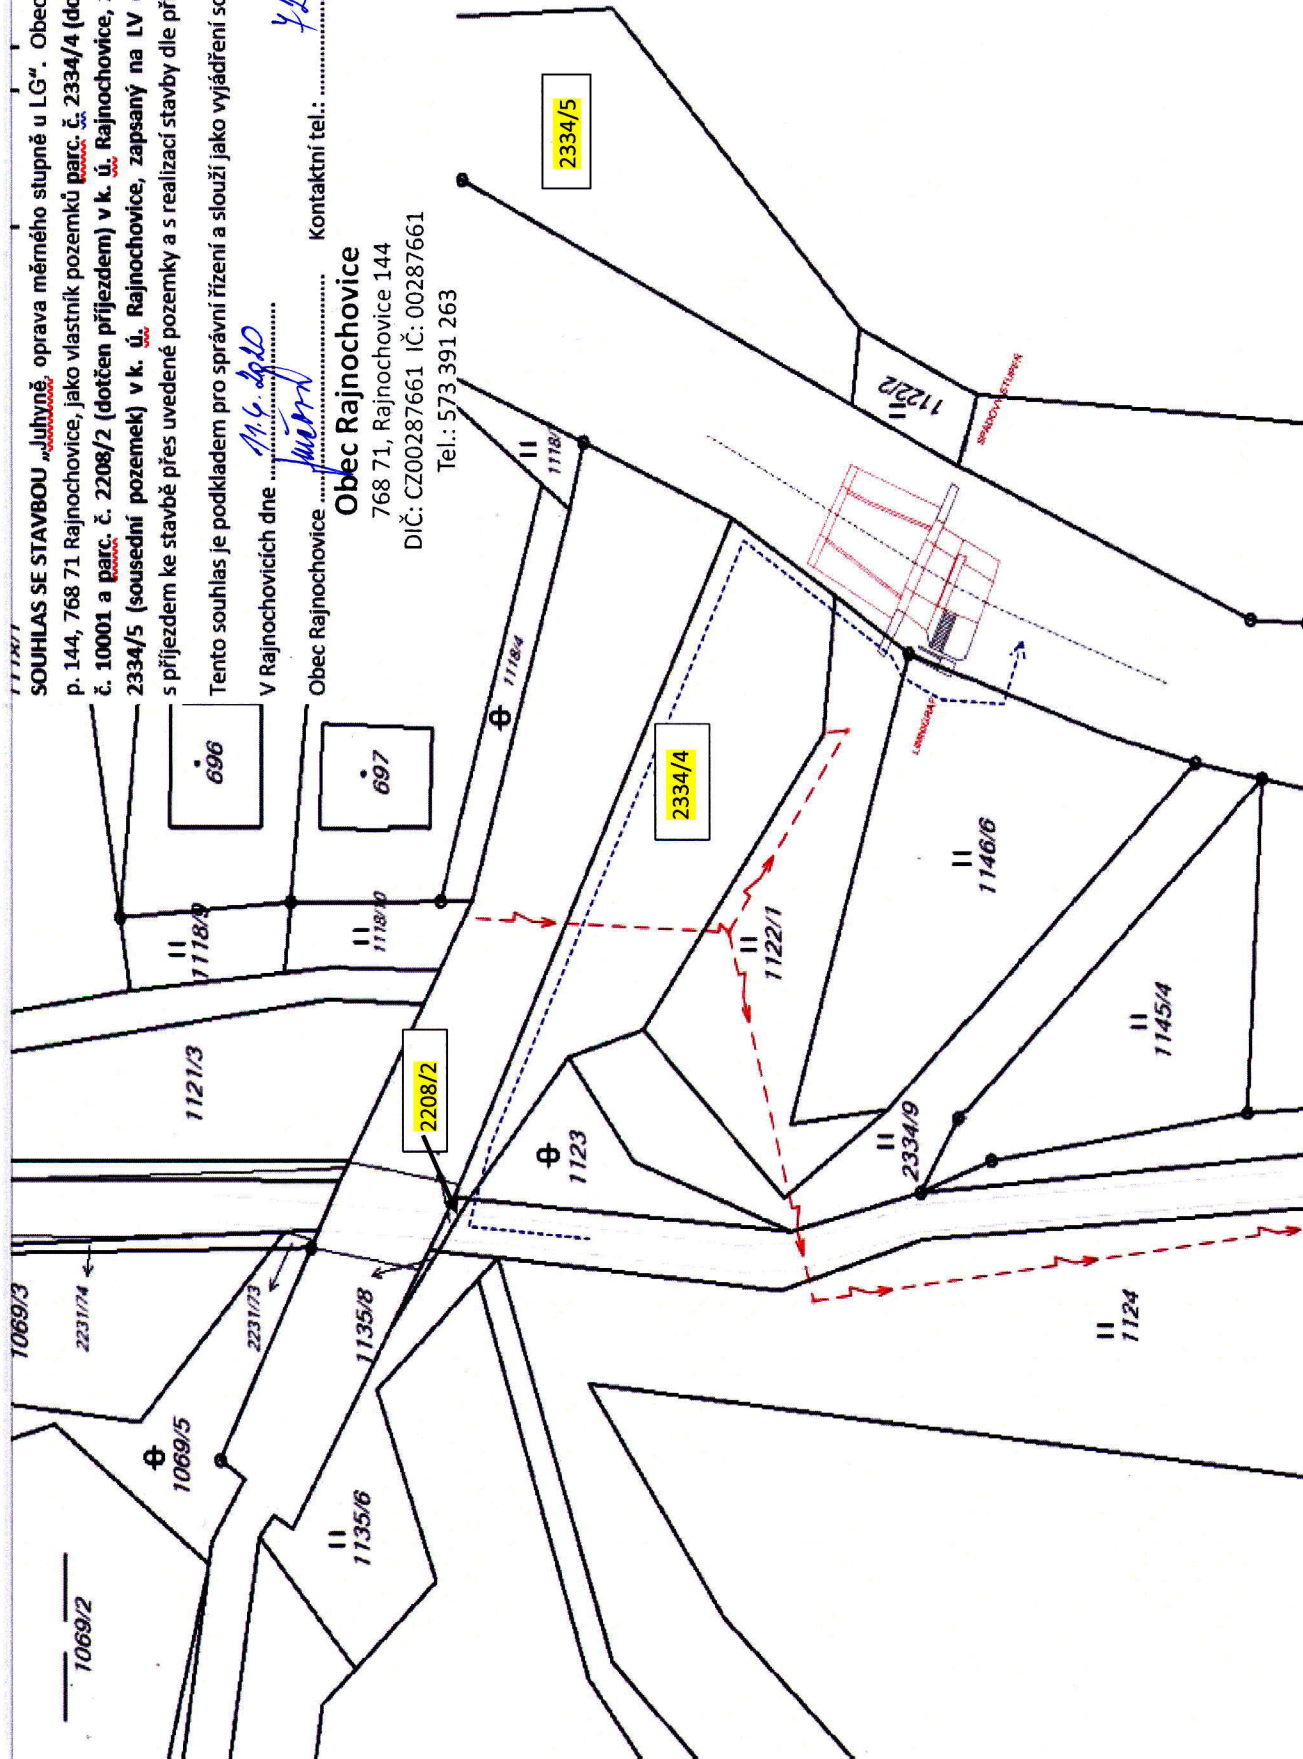 SOUHLAS SE STAVBOU „Juhyně, oprava měrného stupně u LG“. Obec
p. 144, 768 71 Rajnochovice, jako vlastník pozemků parc. č. 2334/4 (do
č. 10001 a parc. č. 2208/2 (dotčen příjezdem) v k. ú. Rajnochovice,
2334/5 (sousední pozemek) v k. ú. Rajnochovice, zapsaný na LV
s příjezdem ke stavbě přes uvedené pozemky a s realizací stavby dle př
Tento souhlas je podkladem pro správní řízení a slouží jako vyjádření so
V Rajnochovicích dne 11.6.2020
Obec Rajnochovice Kontaktní tel.:
Obec Rajnochovice
768 71, Rajnochovice 144
DIČ: CZ00287661 IČ: 00287661
Tel.: 573 391 263
2334/5
1122/2
SPÁDOVÝ STUPEŇ
1118/4
696
697
2334/4
LIMNIGRAF
1118/9
1118/10
1122/1
1146/6
1121/3
2208/2
1123
2334/9
1145/4
1069/3
2231/74
2231/73
1135/8
1124
1069/5
1135/6
1069/2